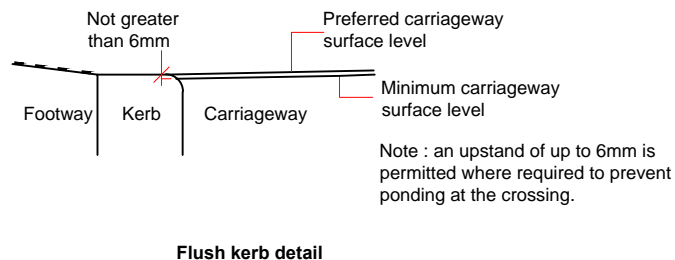 Not greater
than 6mm
Preferred carriageway
surface level
Minimum carriageway
surface level
Footway
Kerb
Carriageway
Note : an upstand of up to 6mm is
permitted where required to prevent
ponding at the crossing.
Flush kerb detail